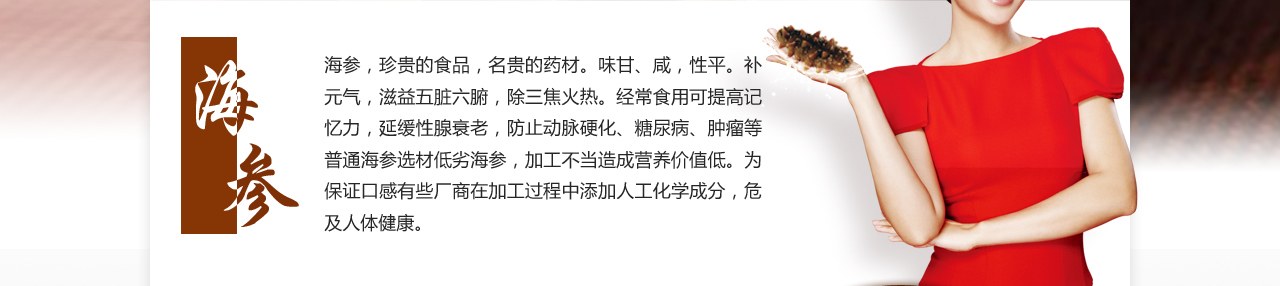 海参
海参，珍贵的食品，名贵的药材。味甘、咸，性平。补
元气，滋益五脏六腑，除三焦火热。经常食用可提高记
忆力，延缓性腺衰老，防止动脉硬化、糖尿病、肿瘤等
普通海参选材低劣海参，加工不当造成营养价值低。为
保证口感有些厂商在加工过程中添加人工化学成分，危
及人体健康。